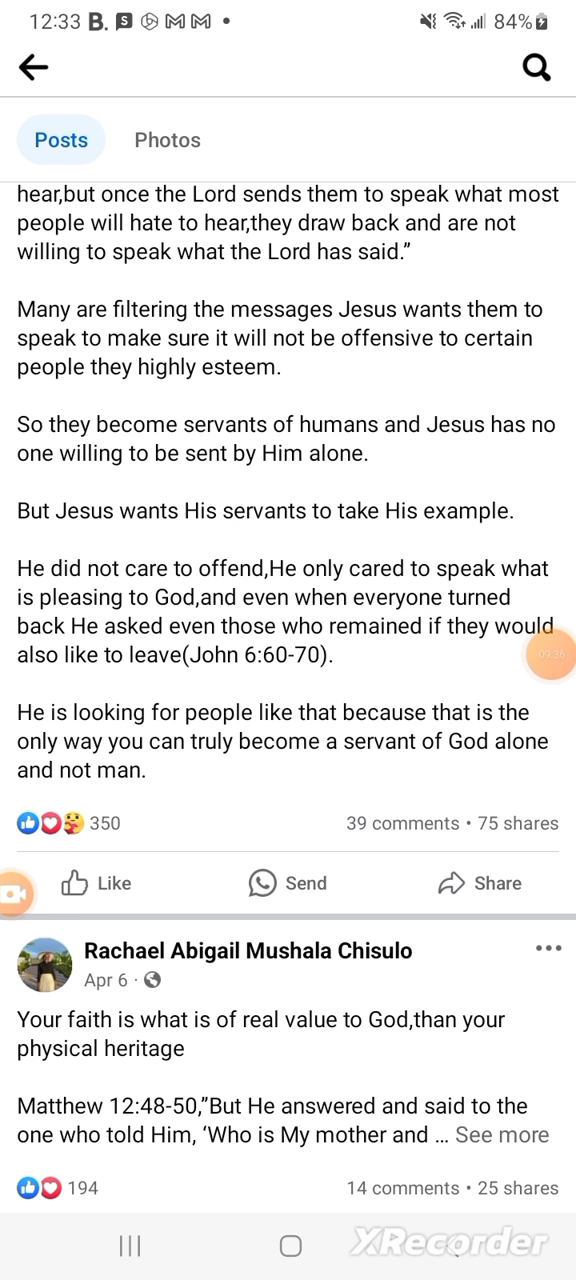 12:33 B. S M M •
84%
Posts Photos
hear,but once the Lord sends them to speak what most
people will hate to hear,they draw back and are not
willing to speak what the Lord has said.”
Many are filtering the messages Jesus wants them to
speak to make sure it will not be offensive to certain
people they highly esteem.
So they become servants of humans and Jesus has no
one willing to be sent by Him alone.
But Jesus wants His servants to take His example.
He did not care to offend,He only cared to speak what
is pleasing to God,and even when everyone turned
back He asked even those who remained if they would
also like to leave(John 6:60-70).
00:36
He is looking for people like that because that is the
only way you can truly become a servant of God alone
and not man.
350 39 comments • 75 shares
Like Send Share
Rachael Abigail Mushala Chisulo
Apr 6 ·
Your faith is what is of real value to God,than your
physical heritage
Matthew 12:48-50,”But He answered and said to the
one who told Him, ‘Who is My mother and ... See more
194 14 comments • 25 shares
XRecorder